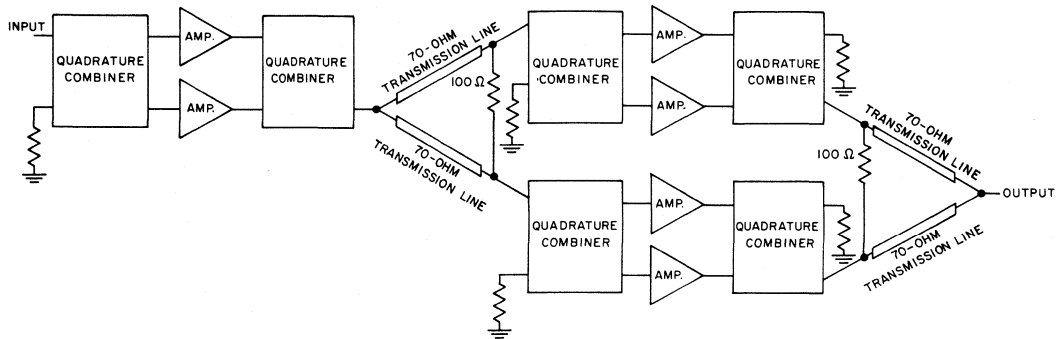 INPUT
QUADRATURE
COMBINER
AMP.
AMP.
QUADRATURE
COMBINER
70-OHM
TRANSMISSION LINE
100 Ω
70-OHM
TRANSMISSION LINE
QUADRATURE
COMBINER
AMP.
AMP.
QUADRATURE
COMBINER
QUADRATURE
COMBINER
AMP.
AMP.
QUADRATURE
COMBINER
70-OHM
TRANSMISSION LINE
100 Ω
70-OHM
TRANSMISSION LINE
OUTPUT